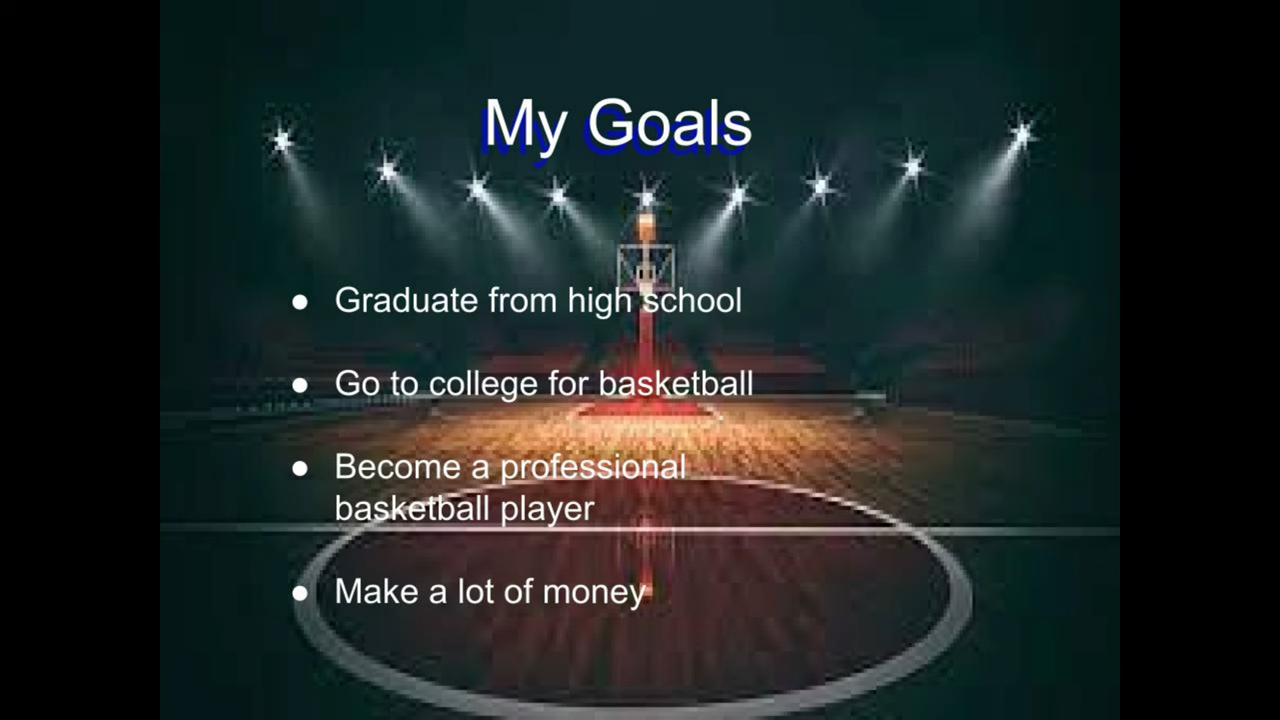 My Goals
● Graduate from high school
● Go to college for basketball
● Become a professional
basketball player
● Make a lot of money